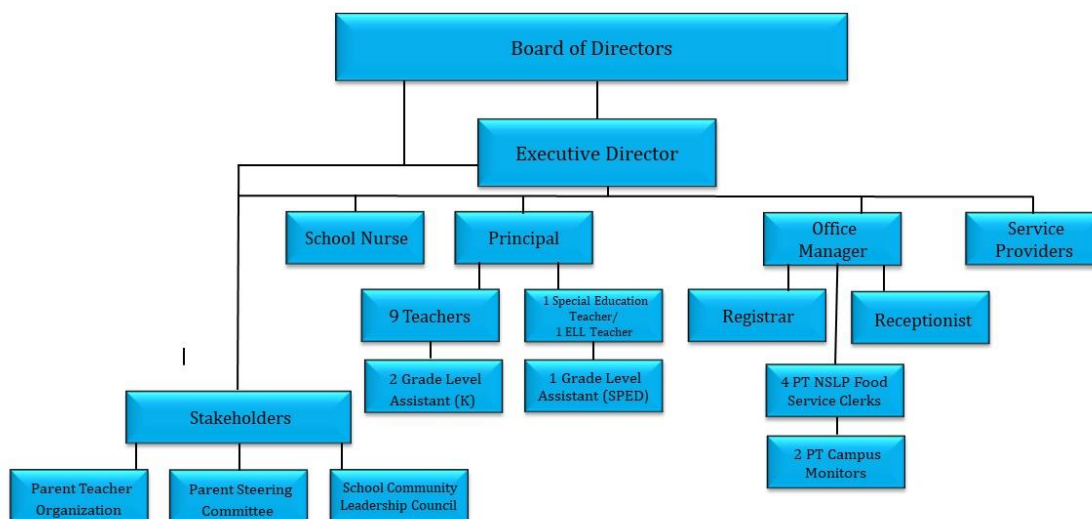 Board of Directors
Executive Director
School Nurse
Principal
Office
Manager
Service
Providers
9 Teachers
1 Special Education
Teacher/
1 ELL Teacher
Registrar
Receptionist
2 Grade Level
Assistant (K)
1 Grade Level
Assistant (SPED)
4 PT NSLP Food
Service Clerks
Stakeholders
2 PT Campus
Monitors
Parent Teacher
Organization
Parent Steering
Committee
School Community
Leadership Council